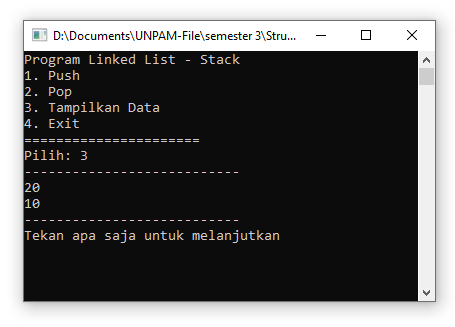 D:\Documents\UNPAM-File\semester 3\Stru...
Program Linked List - Stack
1. Push
2. Pop
3. Tampilkan Data
4. Exit
======================
Pilih: 3
---------------------------
20
10
---------------------------
Tekan apa saja untuk melanjutkan